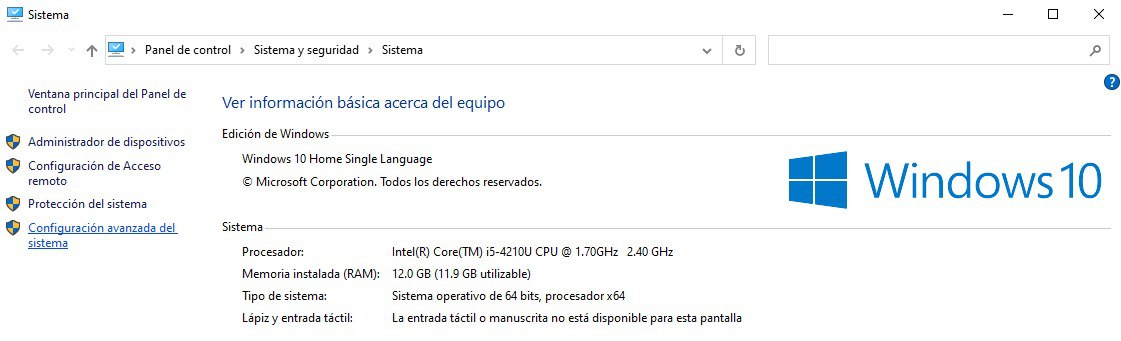 Sistema
Panel de control › Sistema y seguridad › Sistema
?
Ventana principal del Panel de
control
Administrador de dispositivos
Configuración de Acceso
remoto
Protección del sistema
Configuración avanzada del
sistema
Ver información básica acerca del equipo
Edición de Windows
Windows 10 Home Single Language
© Microsoft Corporation. Todos los derechos reservados.
Windows 10
Sistema
Procesador: Intel(R) Core(TM) i5-4210U CPU @ 1.70GHz 2.40 GHz
Memoria instalada (RAM): 12.0 GB (11.9 GB utilizable)
Tipo de sistema: Sistema operativo de 64 bits, procesador x64
Lápiz y entrada táctil: La entrada táctil o manuscrita no está disponible para esta pantalla